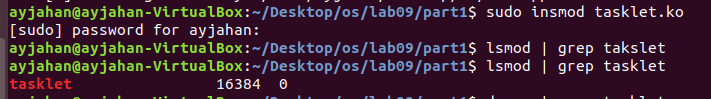 ayjahan@ayjahan-VirtualBox:~/Desktop/os/lab09/part1$ sudo insmod tasklet.ko
[sudo] password for ayjahan:
ayjahan@ayjahan-VirtualBox:~/Desktop/os/lab09/part1$ lsmod | grep takslet
ayjahan@ayjahan-VirtualBox:~/Desktop/os/lab09/part1$ lsmod | grep tasklet
tasklet                16384  0